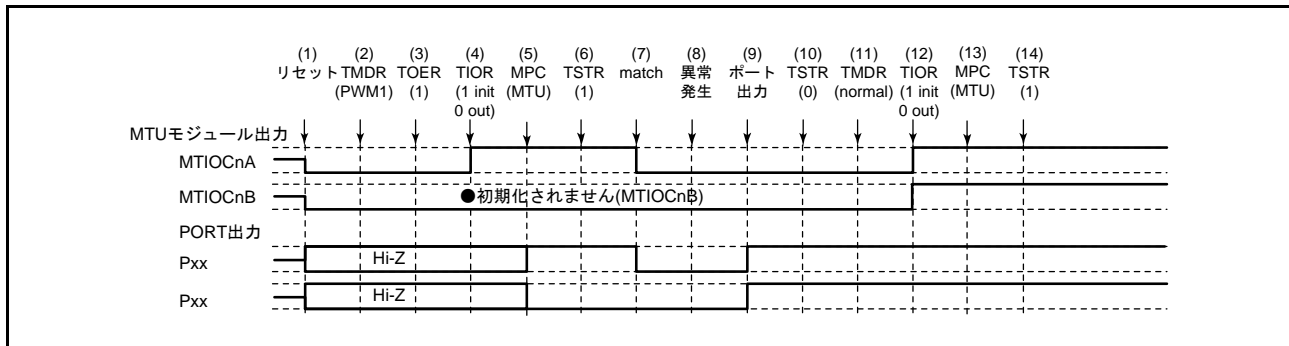 (1) (2) (3) (4) (5) (6) (7) (8) (9) (10) (11) (12) (13) (14)
リセット TMDR TOER TIOR MPC TSTR match 異常 ポート TSTR TMDR TIOR MPC TSTR
(PWM1) (1) (1 init (MTU) (1) 発生 出力 (0) (normal) (1 init (MTU) (1)
0 out) 0 out)
MTUモジュール出力
MTIOCnA
MTIOCnB ●初期化されません(MTIOCnB)
PORT出力
Pxx Hi-Z
Pxx Hi-Z